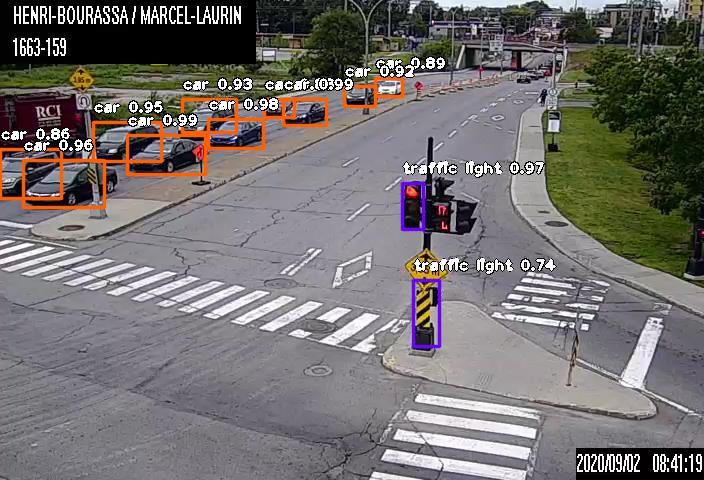 HENRI-BOURASSA / MARCEL-LAURIN
1663-159
car 0.89
car 0.92
car 0.93
car 0.95
car 0.98
car 0.99
RCL
car 0.86
car 0.96
traffic light 0.97
traffic light 0.74
2020/09/02 08:41:19